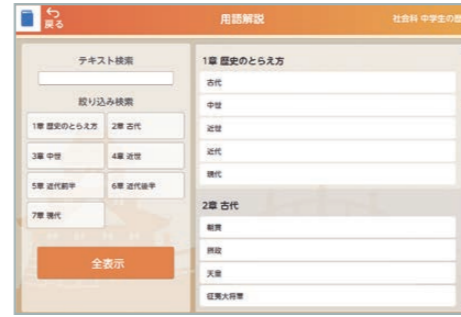 戻る
用語解説
社会科 中学生の歴
テキスト検索
絞り込み検索
1章 歴史のとらえ方
2章 古代
3章 中世
4章 近世
5章 近代前半
6章 近代後半
7章 現代
全表示
1章 歴史のとらえ方
古代
中世
近世
近代
現代
2章 古代
朝貢
摂政
天皇
征夷大将軍